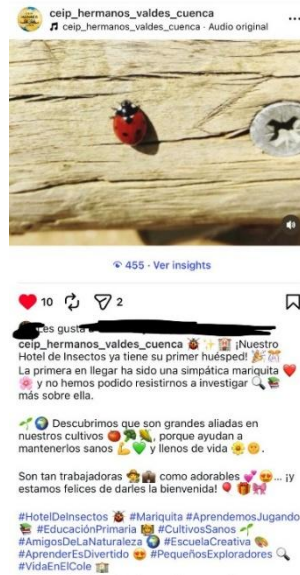 ceip_hermanos_valdes_cuenca
♫ ceip_hermanos_valdes_cuenca · Audio original
455 · Ver insights
10 2
Les gusta
ceip_hermanos_valdes_cuenca 🐞✨🏨 ¡Nuestro
Hotel de Insectos ya tiene su primer huésped! 🎉🎊
La primera en llegar ha sido una simpática mariquita ❤️
🌸 y no hemos podido resistirnos a investigar 🔍📚
más sobre ella.
🌱🌍 Descubrimos que son grandes aliadas en
nuestros cultivos 🍅🌽🥒, porque ayudan a
mantenerlos sanos 💪💚 y llenos de vida 🌞🐝.
Son tan trabajadoras 👩‍🌾👜 como adorables 💕😍... ¡y
estamos felices de darles la bienvenida! 🎈🎁🎀
#HotelDeInsectos 🐞 #Mariquita #AprendemosJugando
📚 #EducaciónPrimaria 👧 #CultivosSanos 🌱
#AmigosDeLaNaturaleza 🌍 #EscuelaCreativa 🎨
#AprenderEsDivertido 😍 #PequeñosExploradores 🔍
#VidaEnElCole 🏫